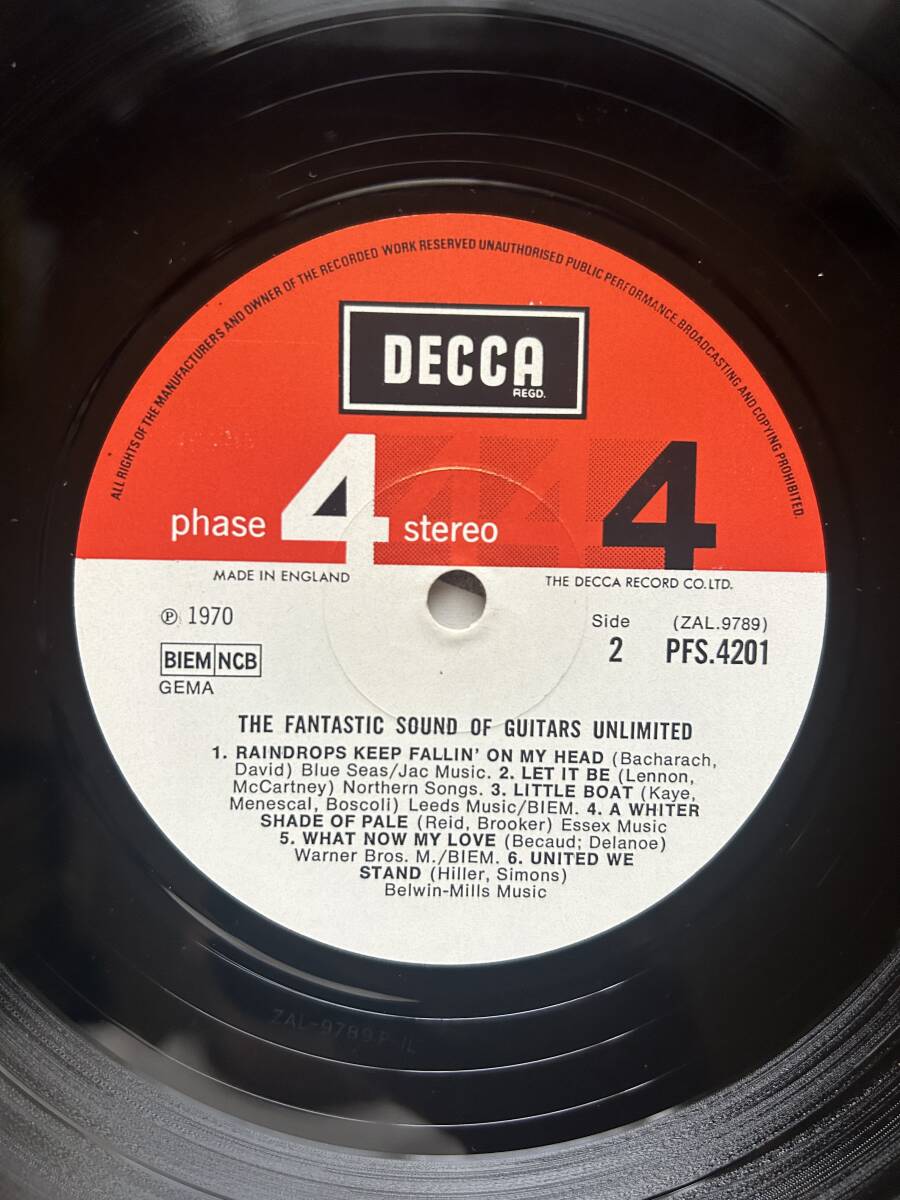 ALL RIGHTS OF THE MANUFACTURERS AND OWNER OF THE RECORDED WORK RESERVED UNAUTHORISED PUBLIC PERFORMANCE, BROADCASTING AND COPYING PROHIBITED.
DECCA
REGD.
phase 4 stereo 4
MADE IN ENGLAND
THE DECCA RECORD CO. LTD.
℗ 1970
BIEM NCB
GEMA
Side (ZAL.9789)
2 PFS.4201
THE FANTASTIC SOUND OF GUITARS UNLIMITED
1. RAINDROPS KEEP FALLIN' ON MY HEAD (Bacharach,
David) Blue Seas/Jac Music. 2. LET IT BE (Lennon,
McCartney) Northern Songs. 3. LITTLE BOAT (Kaye,
Menescal, Boscoli) Leeds Music/BIEM. 4. A WHITER
SHADE OF PALE (Reid, Brooker) Essex Music
5. WHAT NOW MY LOVE (Becaud; Delanoe)
Warner Bros. M./BIEM. 6. UNITED WE
STAND (Hiller, Simons)
Belwin-Mills Music
ZAL-9789P-1L